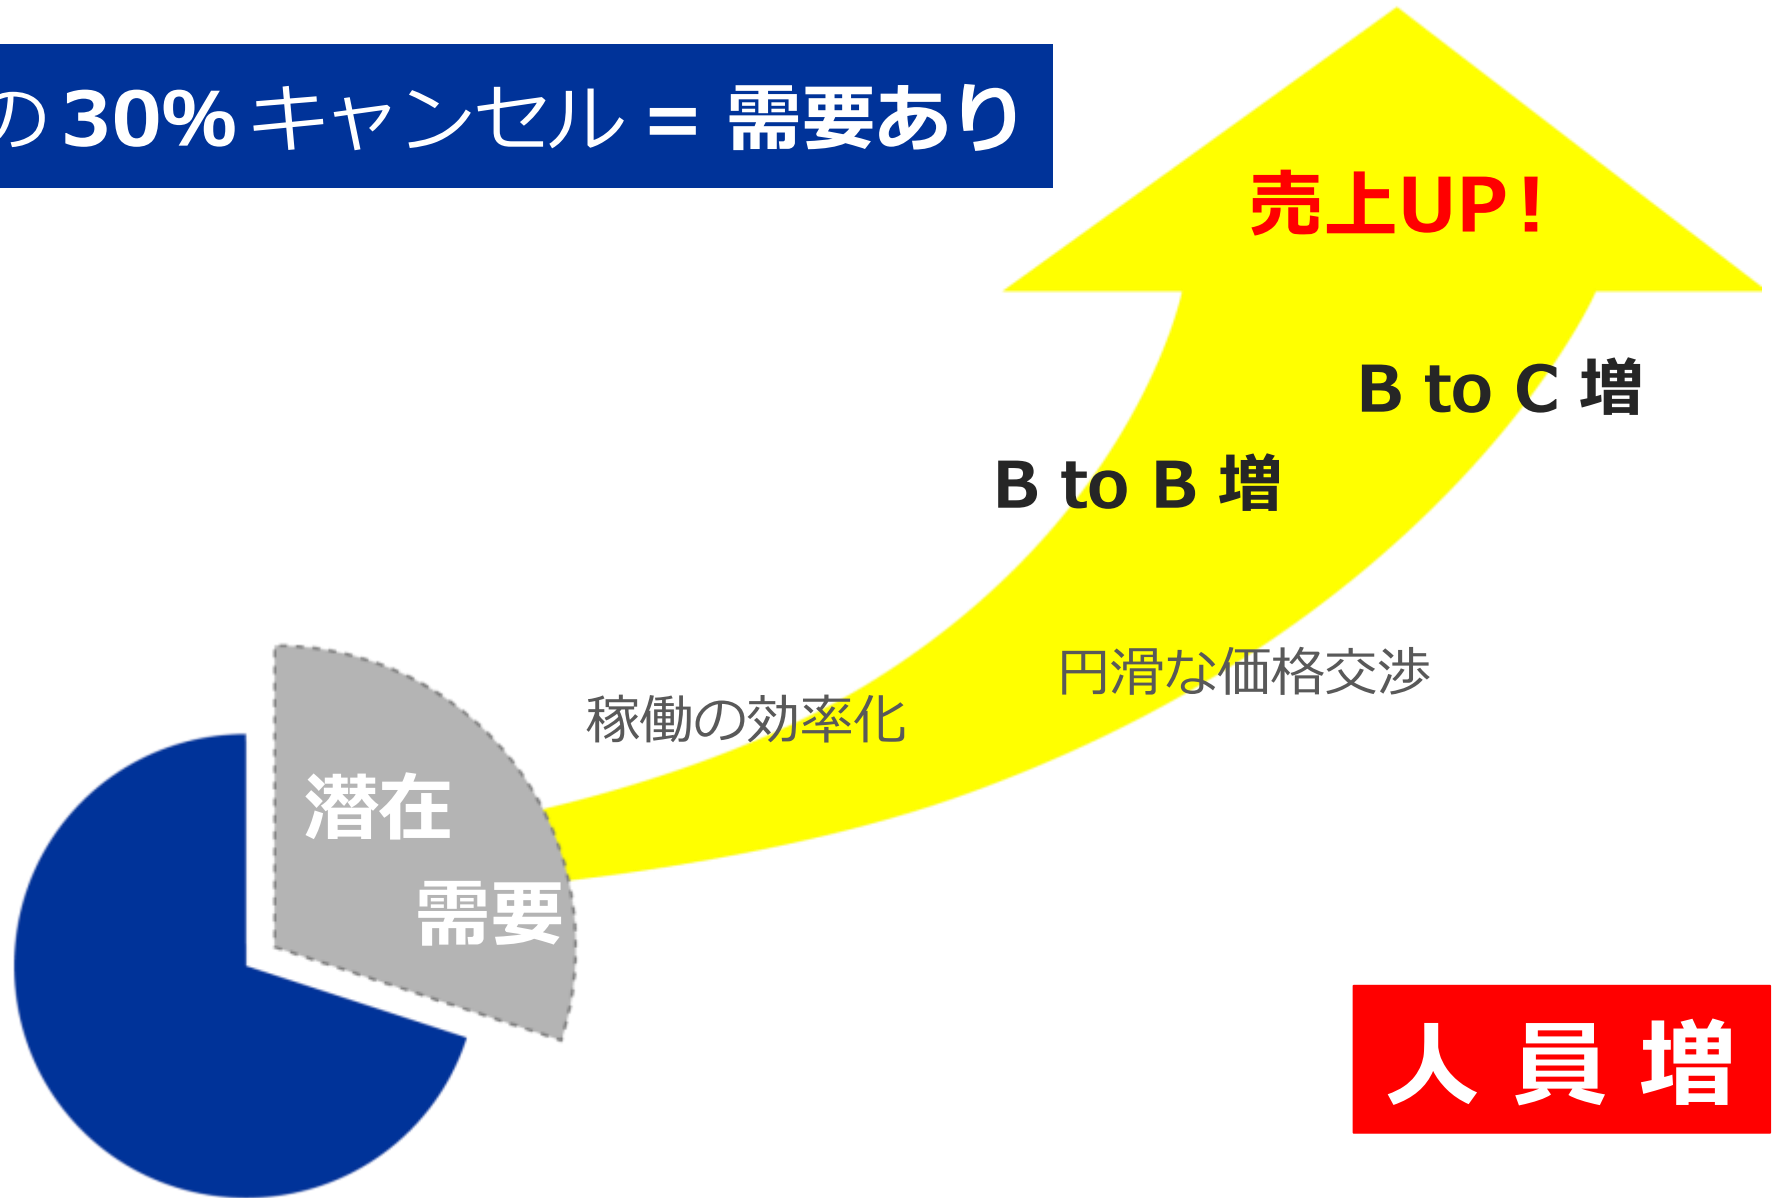 の 30% キャンセル = 需要あり
売上UP!
B to C 増
B to B 増
円滑な価格交渉
稼働の効率化
潜在
需要
人員増